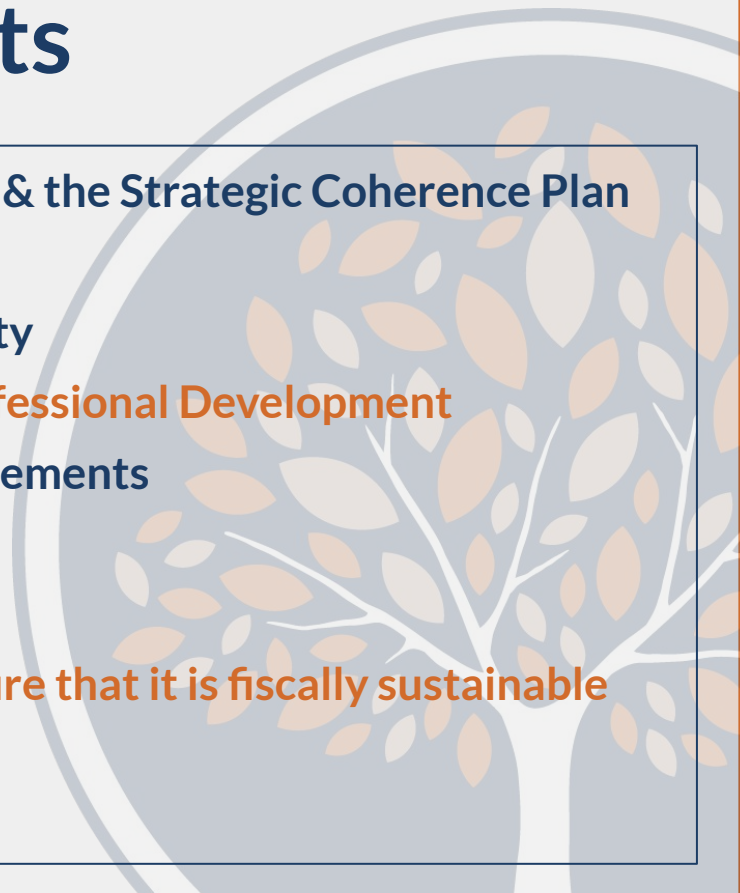 ts
& the Strategic Coherence Plan
ty
fessional Development
ements
re that it is fiscally sustainable